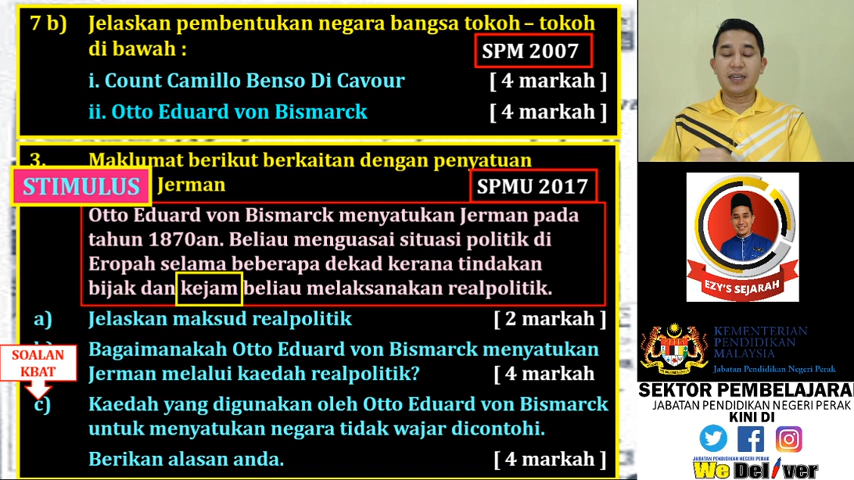 7 b) Jelaskan pembentukan negara bangsa tokoh – tokoh
di bawah :
SPM 2007
i. Count Camillo Benso Di Cavour [ 4 markah ]
ii. Otto Eduard von Bismarck [ 4 markah ]
3. Maklumat berikut berkaitan dengan penyatuan
STIMULUS Jerman
SPMU 2017
Otto Eduard von Bismarck menyatukan Jerman pada
tahun 1870an. Beliau menguasai situasi politik di
Eropah selama beberapa dekad kerana tindakan
bijak dan kejam beliau melaksanakan realpolitik.
a) Jelaskan maksud realpolitik [ 2 markah ]
SOALAN
KBAT
Bagaimanakah Otto Eduard von Bismarck menyatukan
Jerman melalui kaedah realpolitik? [ 4 markah
c) Kaedah yang digunakan oleh Otto Eduard von Bismarck
untuk menyatukan negara tidak wajar dicontohi.
Berikan alasan anda. [ 4 markah ]
EZY'S SEJARAH
KEMENTERIAN
PENDIDIKAN
MALAYSIA
Jabatan Pendidikan Negeri Perak
SEKTOR PEMBELAJARA
JABATAN PENDIDIKAN NEGERI PERAK
KINI DI
JABATAN PENDIDIKAN NEGERI PERAK
We Deliver